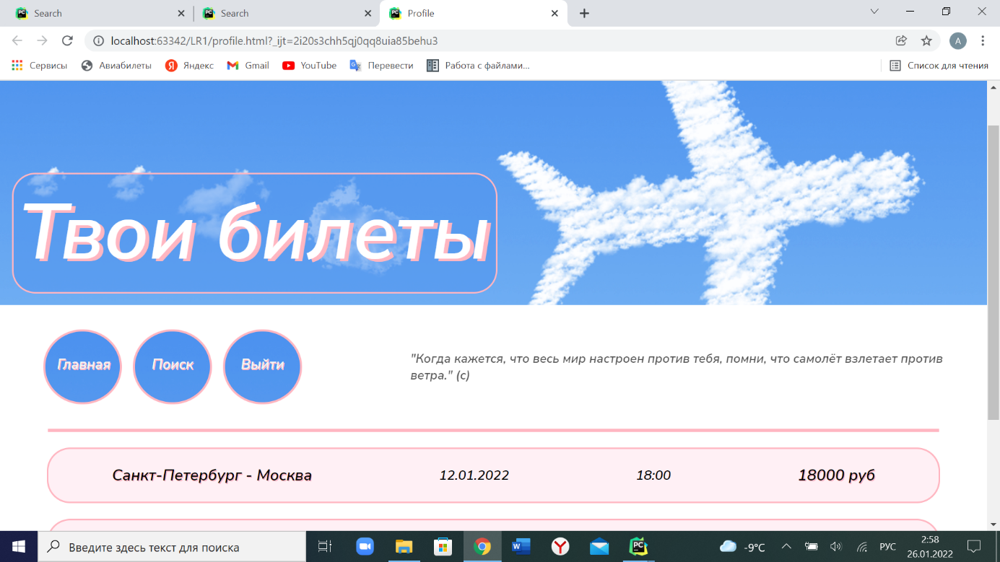 Search
Search
Profile
localhost:63342/LR1/profile.html?_ijt=2i20s3chh5qj0qq8uia85behu3
A
Сервисы
Авиабилеты
Яндекс
Gmail
YouTube
Перевести
Работа с файлами...
Список для чтения
Твои билеты
Главная
Поиск
Выйти
"Когда кажется, что весь мир настроен против тебя, помни, что самолёт взлетает против
ветра." (с)
Санкт-Петербург - Москва
12.01.2022
18:00
18000 руб
Введите здесь текст для поиска
-9°C
РУС
2:58
26.01.2022